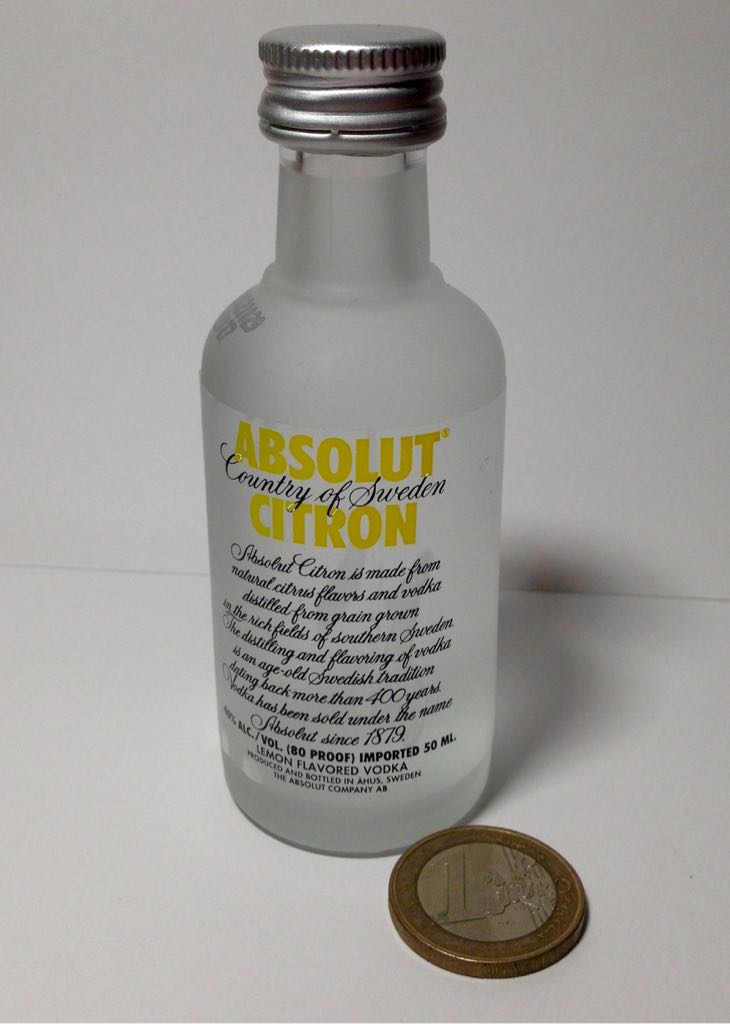 ABSOLUT®
Country of Sweden
CITRON
Absolut Citron is made from
natural citrus flavors and vodka
distilled from grain grown
in the rich fields of southern Sweden.
The distilling and flavoring of vodka
is an age-old Swedish tradition
dating back more than 400 years.
Vodka has been sold under the name
Absolut since 1879.
40% ALC./VOL. (80 PROOF) IMPORTED 50 ML.
LEMON FLAVORED VODKA
PRODUCED AND BOTTLED IN ÅHUS, SWEDEN
THE ABSOLUT COMPANY AB
1